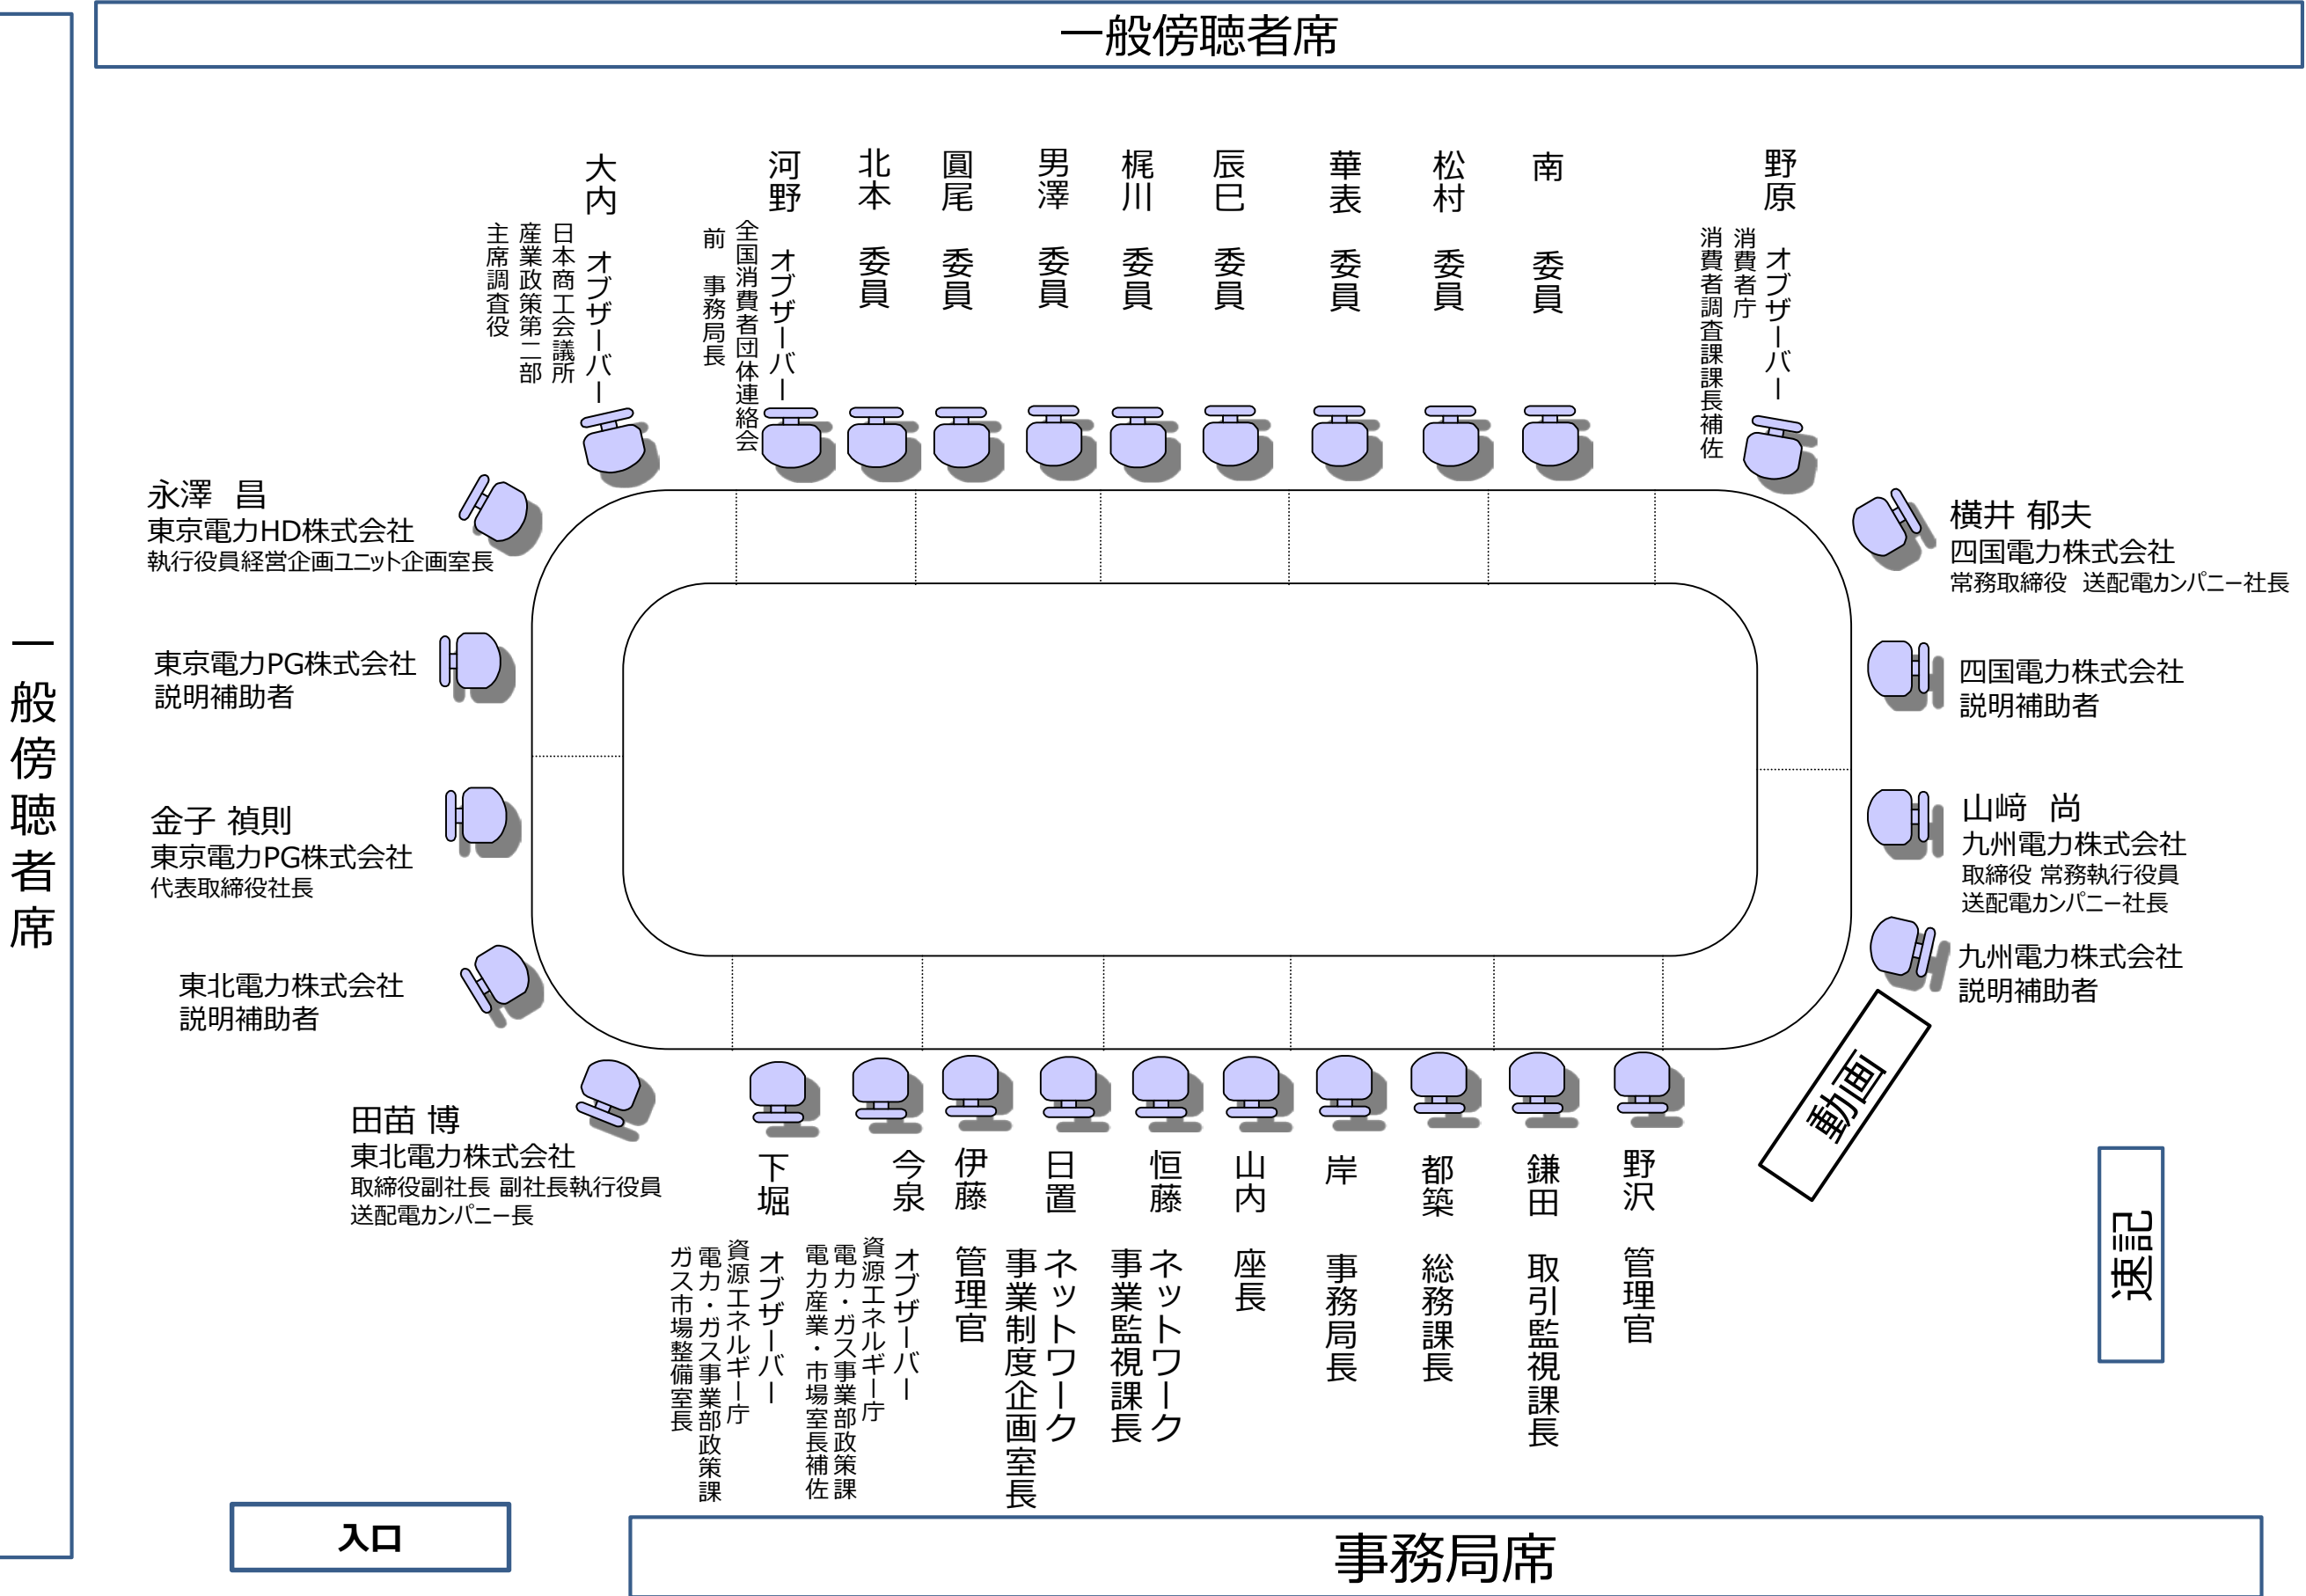 一般傍聴者席
一般傍聴者席
大内 オブザーバー
日本商工会議所
産業政策第二部
主席調査役
河野 オブザーバー
全国消費者団体連絡会
前 事務局長
北本 委員
圓尾 委員
男澤 委員
梶川 委員
辰巳 委員
華表 委員
松村 委員
南 委員
野原 オブザーバー
消費者庁
消費者調査課課長補佐
永澤 昌
東京電力HD株式会社
執行役員経営企画ユニット企画室長
東京電力PG株式会社
説明補助者
金子 禎則
東京電力PG株式会社
代表取締役社長
東北電力株式会社
説明補助者
田苗 博
東北電力株式会社
取締役副社長 副社長執行役員
送配電カンパニー長
横井 郁夫
四国電力株式会社
常務取締役 送配電カンパニー社長
四国電力株式会社
説明補助者
山﨑 尚
九州電力株式会社
取締役 常務執行役員
送配電カンパニー社長
九州電力株式会社
説明補助者
動画
速記
下堀 オブザーバー
資源エネルギー庁
電力・ガス事業部政策課
ガス市場整備室長
今泉 オブザーバー
資源エネルギー庁
電力・ガス事業部政策課
電力産業・市場室長補佐
伊藤 管理官
日置 ネットワーク
事業制度企画室長
恒藤 ネットワーク
事業監視課長
山内 座長
岸 事務局長
都築 総務課長
鎌田 取引監視課長
野沢 管理官
入口
事務局席